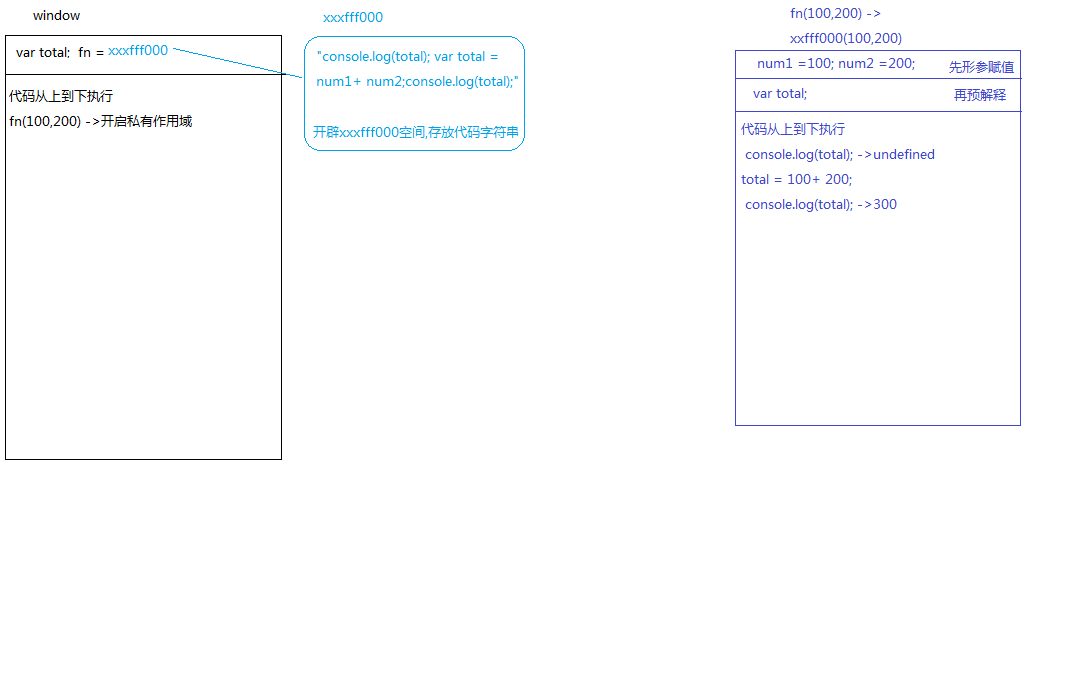 window
var total;  fn = xxxfff000
代码从上到下执行
fn(100,200) ->开启私有作用域
xxxfff000
"console.log(total); var total =
num1+ num2;console.log(total);"
开辟xxxfff000空间,存放代码字符串
fn(100,200) ->
xxfff000(100,200)
num1 =100; num2 =200; 先形参赋值
var total; 再预解释
代码从上到下执行
console.log(total); ->undefined
total = 100+ 200;
console.log(total); ->300